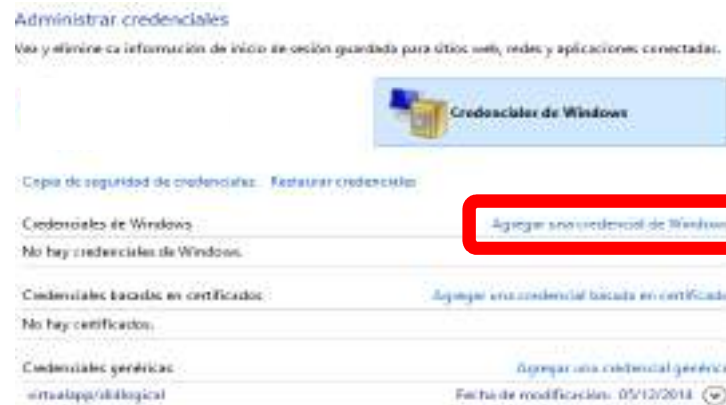 Administrar credenciales
Vea y elimine su información de inicio de sesión guardada para sitios web, redes y aplicaciones conectadas.
Credenciales de Windows
Copia de seguridad de credenciales Restaurar credenciales
Credenciales de Windows Agregar una credencial de Windows
No hay credenciales de Windows.
Credenciales basadas en certificados Agregar una credencial basada en certificado
No hay certificados.
Credenciales genéricas Agregar una credencial genérica
virtualapp/didlogical Fecha de modificación: 05/12/2018